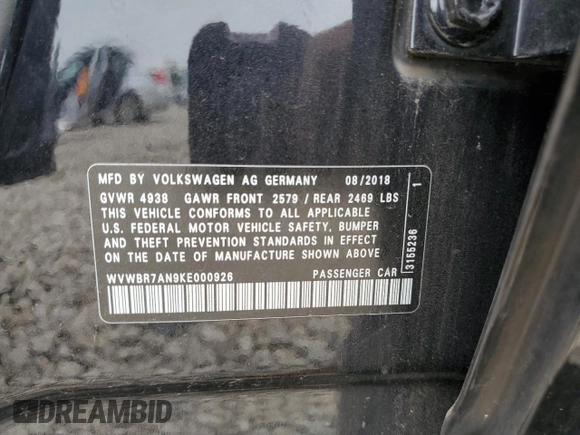 MFD BY VOLKSWAGEN AG GERMANY 08/2018
GVWR 4938 GAWR FRONT 2579 / REAR 2469 LBS
THIS VEHICLE CONFORMS TO ALL APPLICABLE
U.S. FEDERAL MOTOR VEHICLE SAFETY, BUMPER
AND THEFT PREVENTION STANDARDS IN EFFECT
ON THE DATE OF MANUFACTURE SHOWN ABOVE
WVWBR7AN9KE000926 PASSENGER CAR
3155236 1
DREAMBID